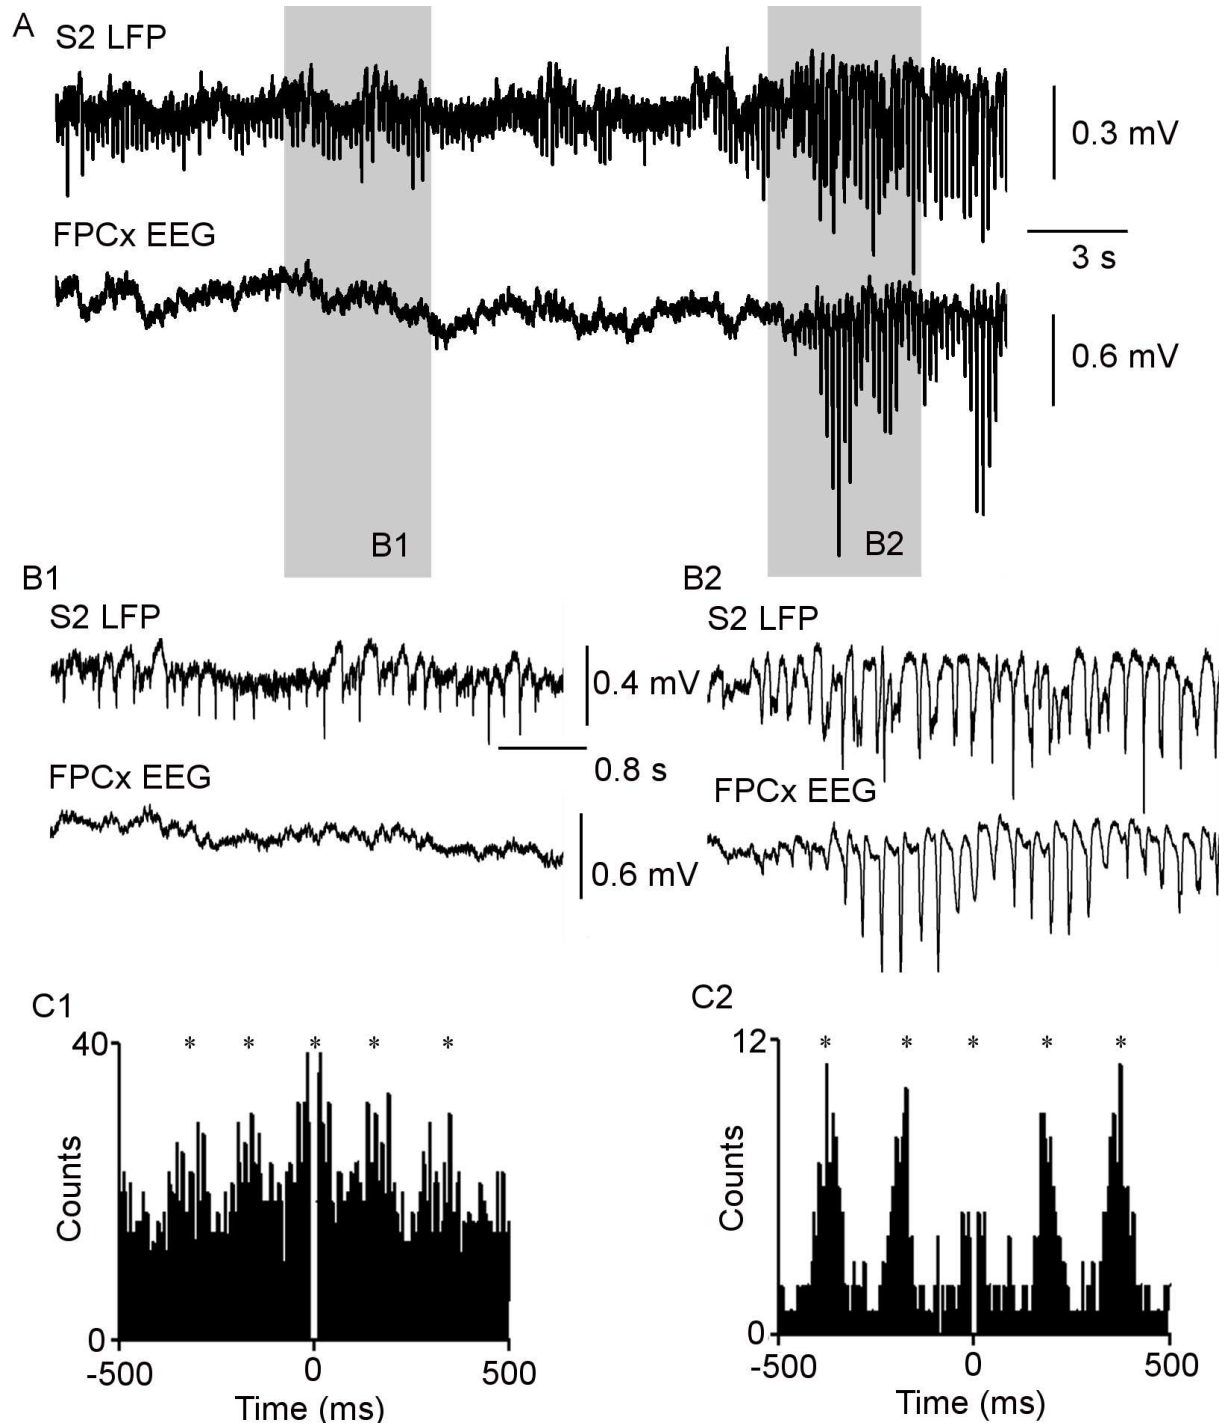 A
S2 LFP
0.3 mV
FPCx EEG
3 s
0.6 mV
B1
B2
B1
S2 LFP
0.4 mV
0.8 s
FPCx EEG
0.6 mV
B2
S2 LFP
FPCx EEG
C1
40
* * * * *
Counts
0
-500 0 500
Time (ms)
C2
12
* * * * *
Counts
0
-500 0 500
Time (ms)